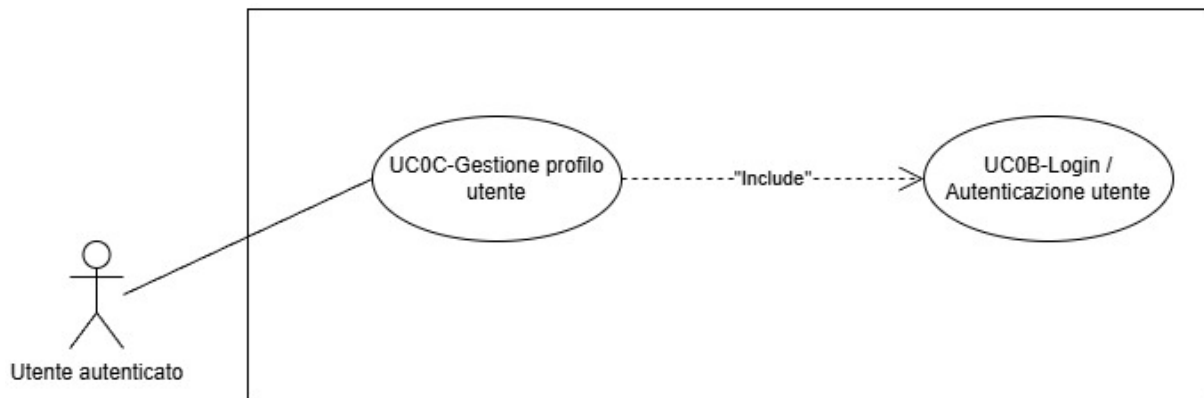 UC0C-Gestione profilo
utente
"Include"
UC0B-Login /
Autenticazione utente
Utente autenticato